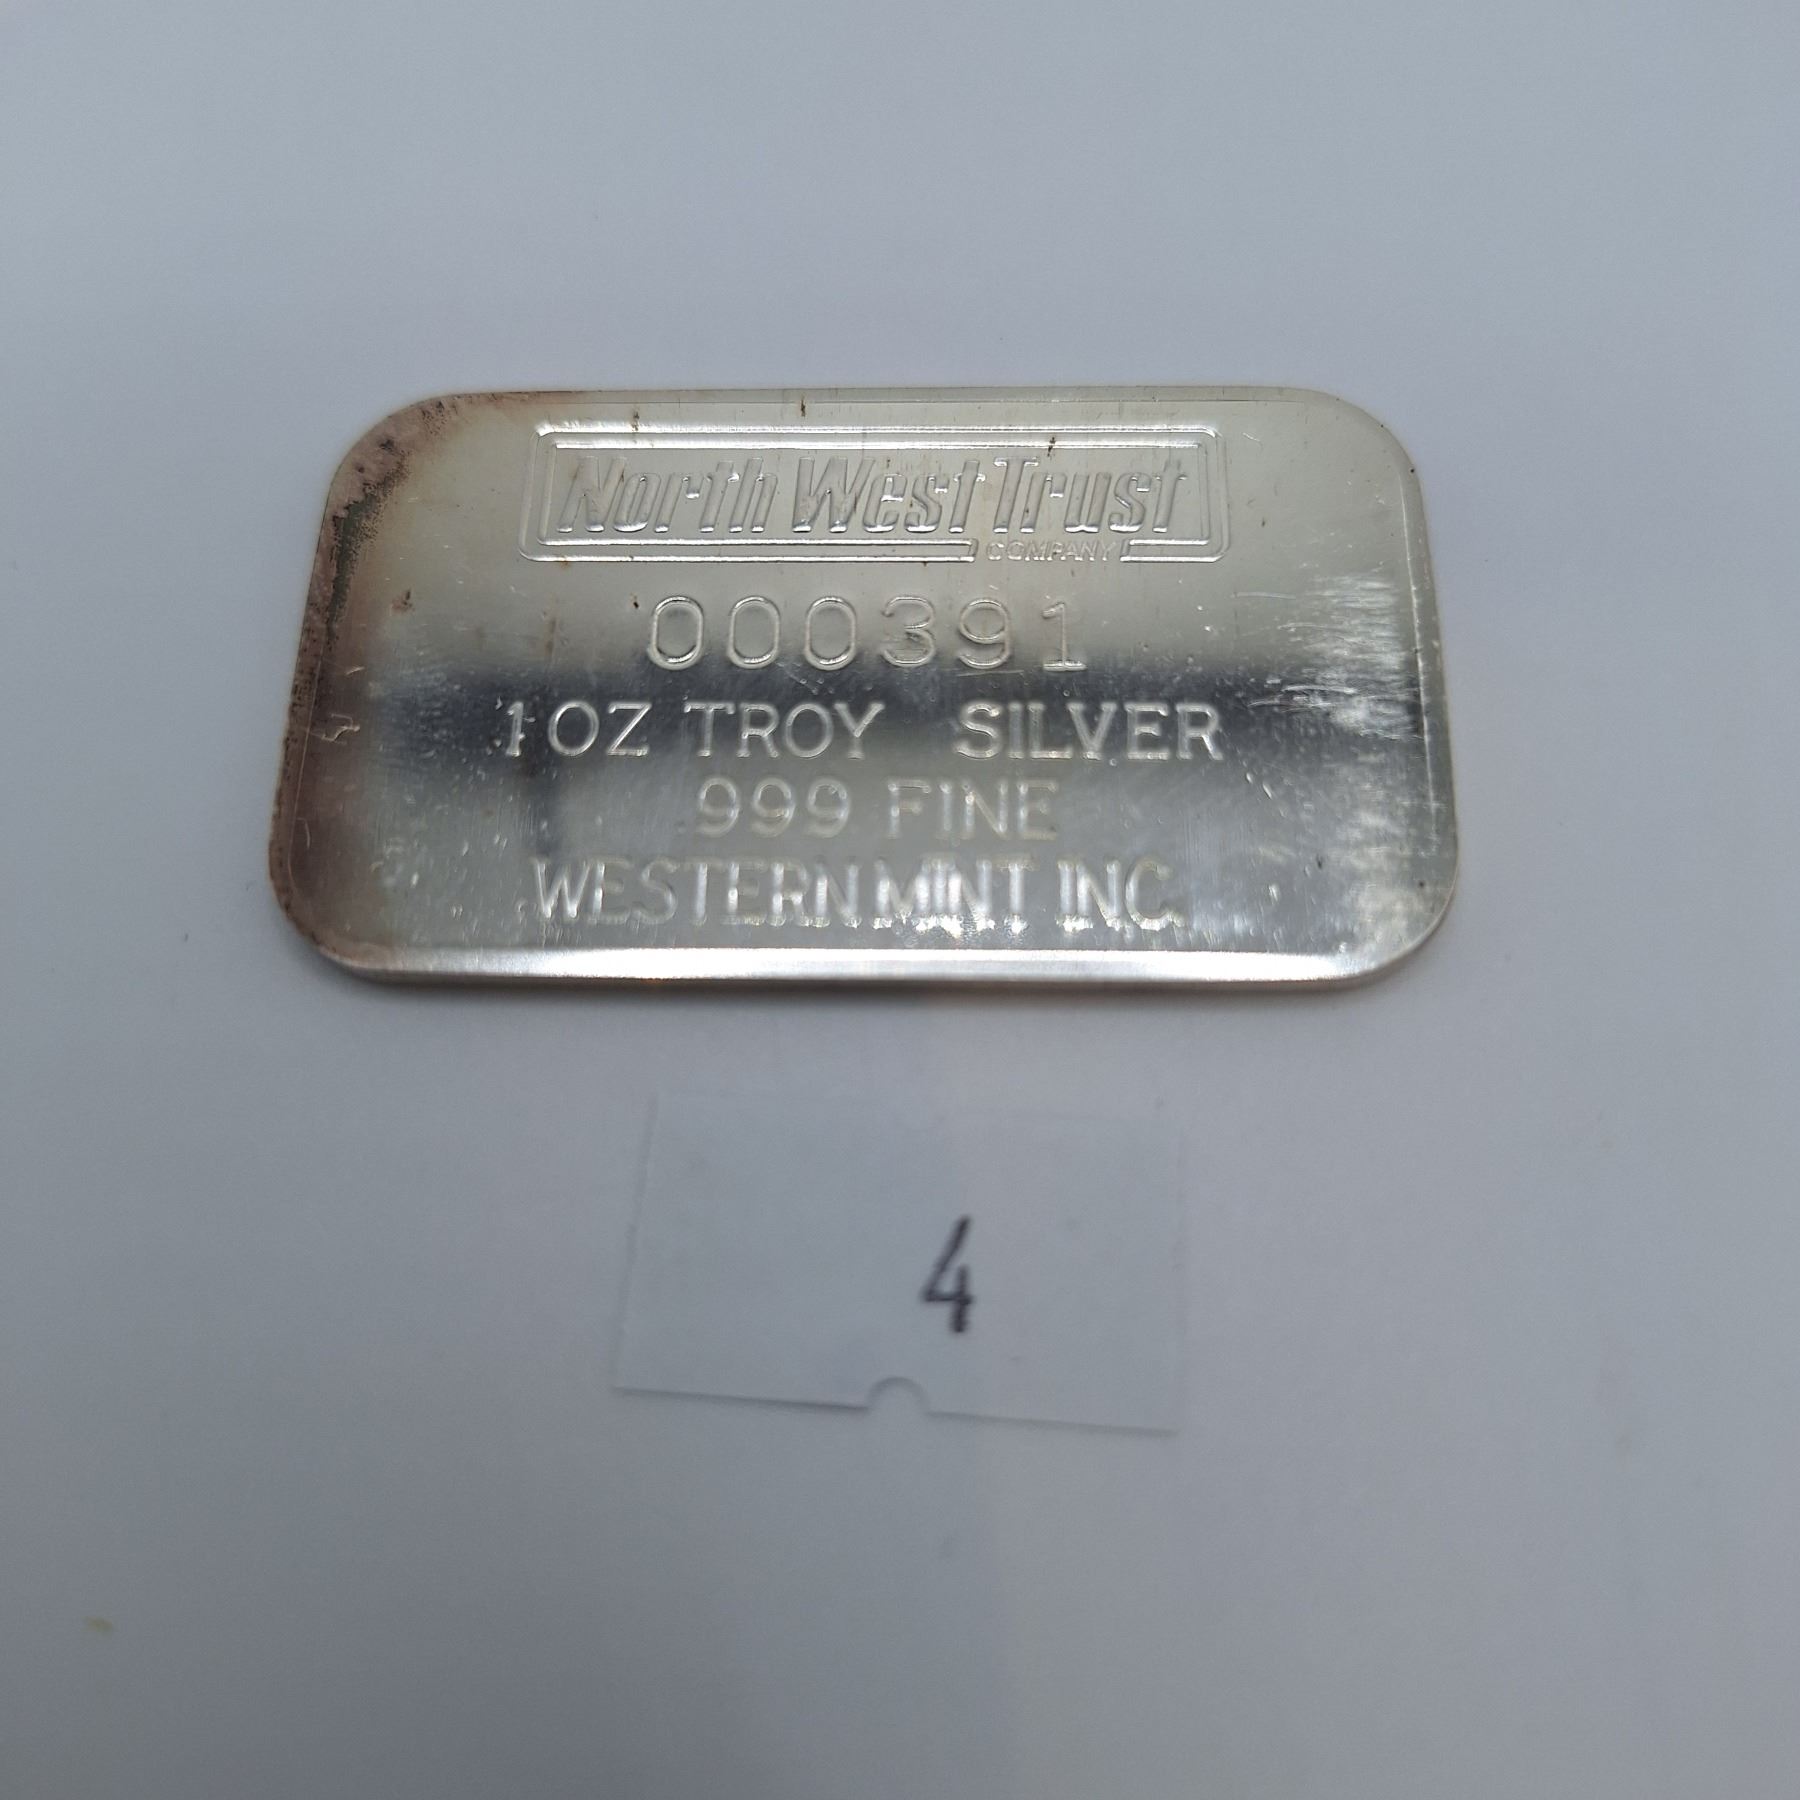 North West Trust
COMPANY
000391
1 OZ TROY SILVER
.999 FINE
WESTERN MINT INC.
4